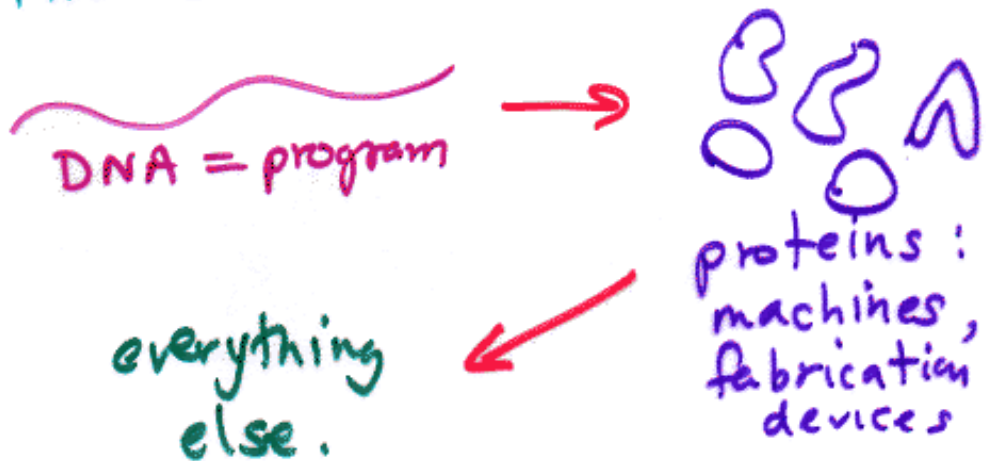 DNA = program
proteins :
machines,
fabrication
devices
everything
else.